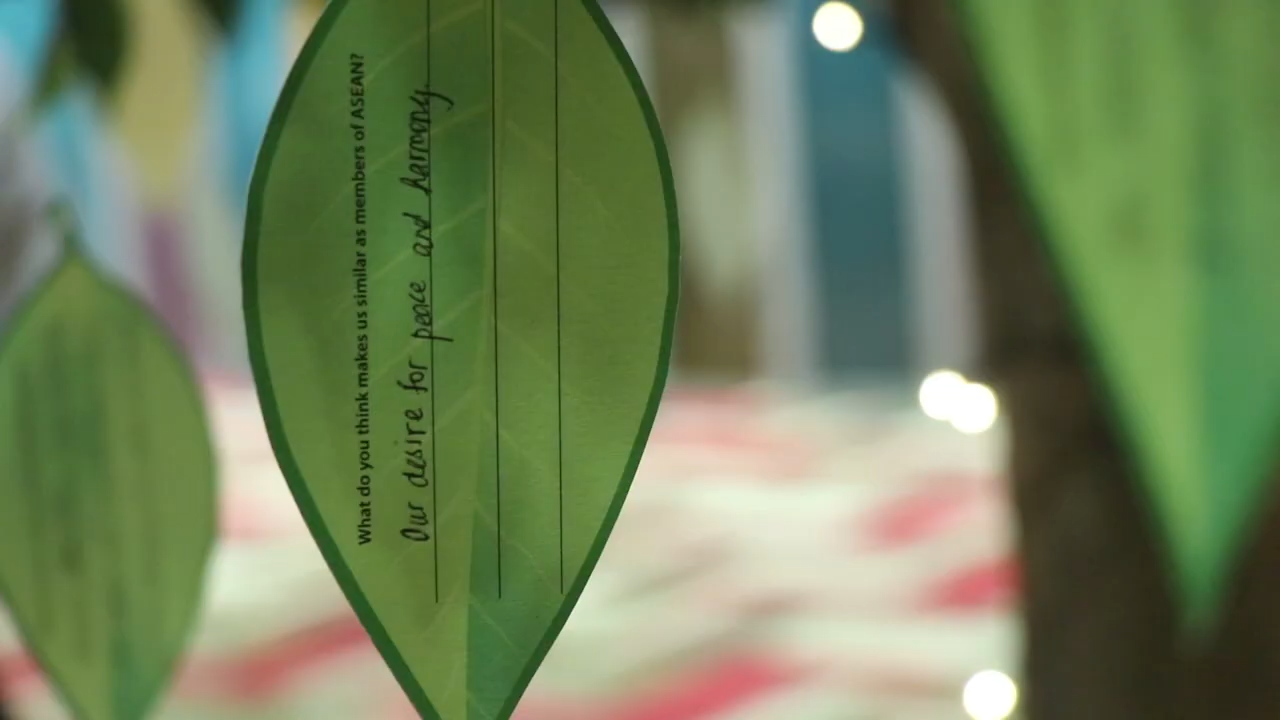 What do you think makes us similar as members of ASEAN?
Our desire for peace and harmony